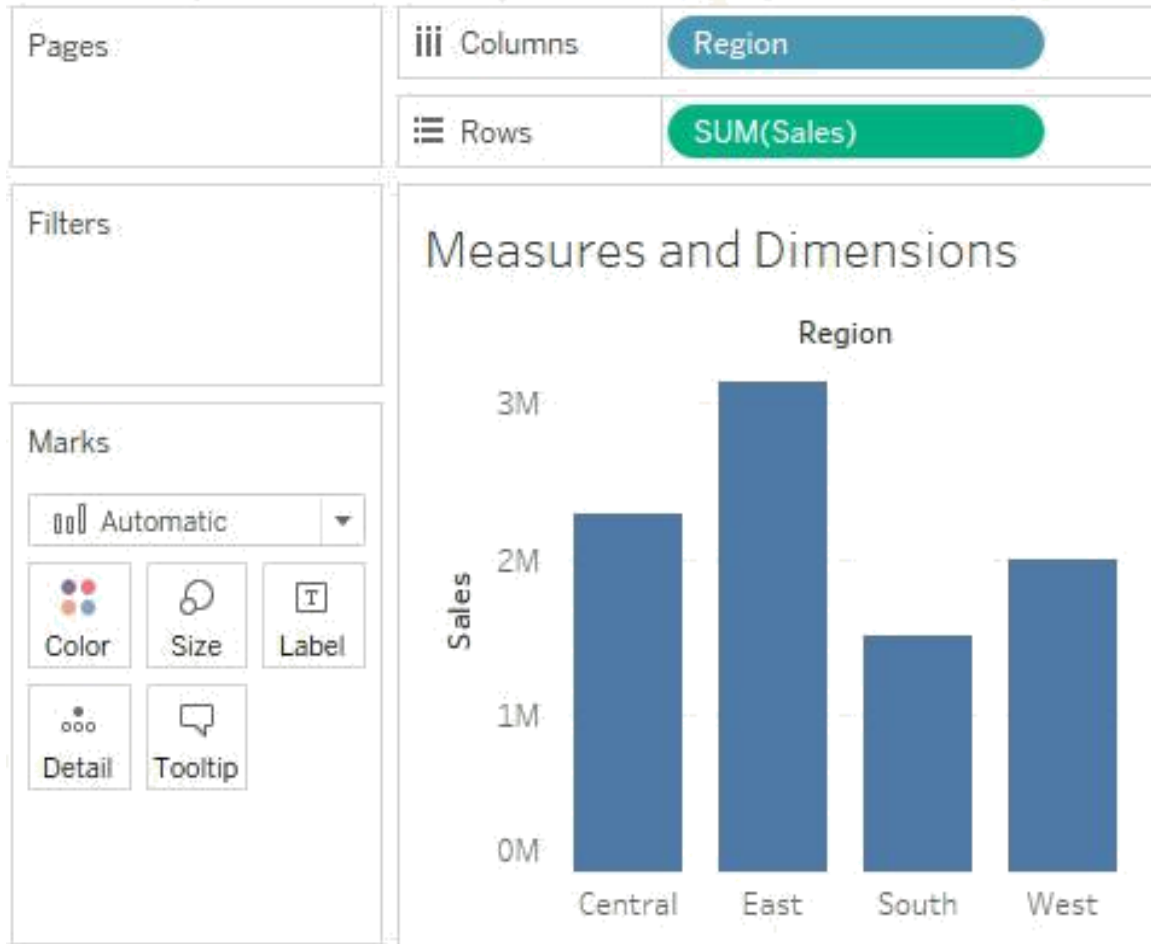 Pages
Columns
Region
Rows
SUM(Sales)
Filters
Measures and Dimensions
Region
Marks
Automatic
Color
Size
T
Label
Detail
Tooltip
Sales
3M
2M
1M
0M
Central East South West